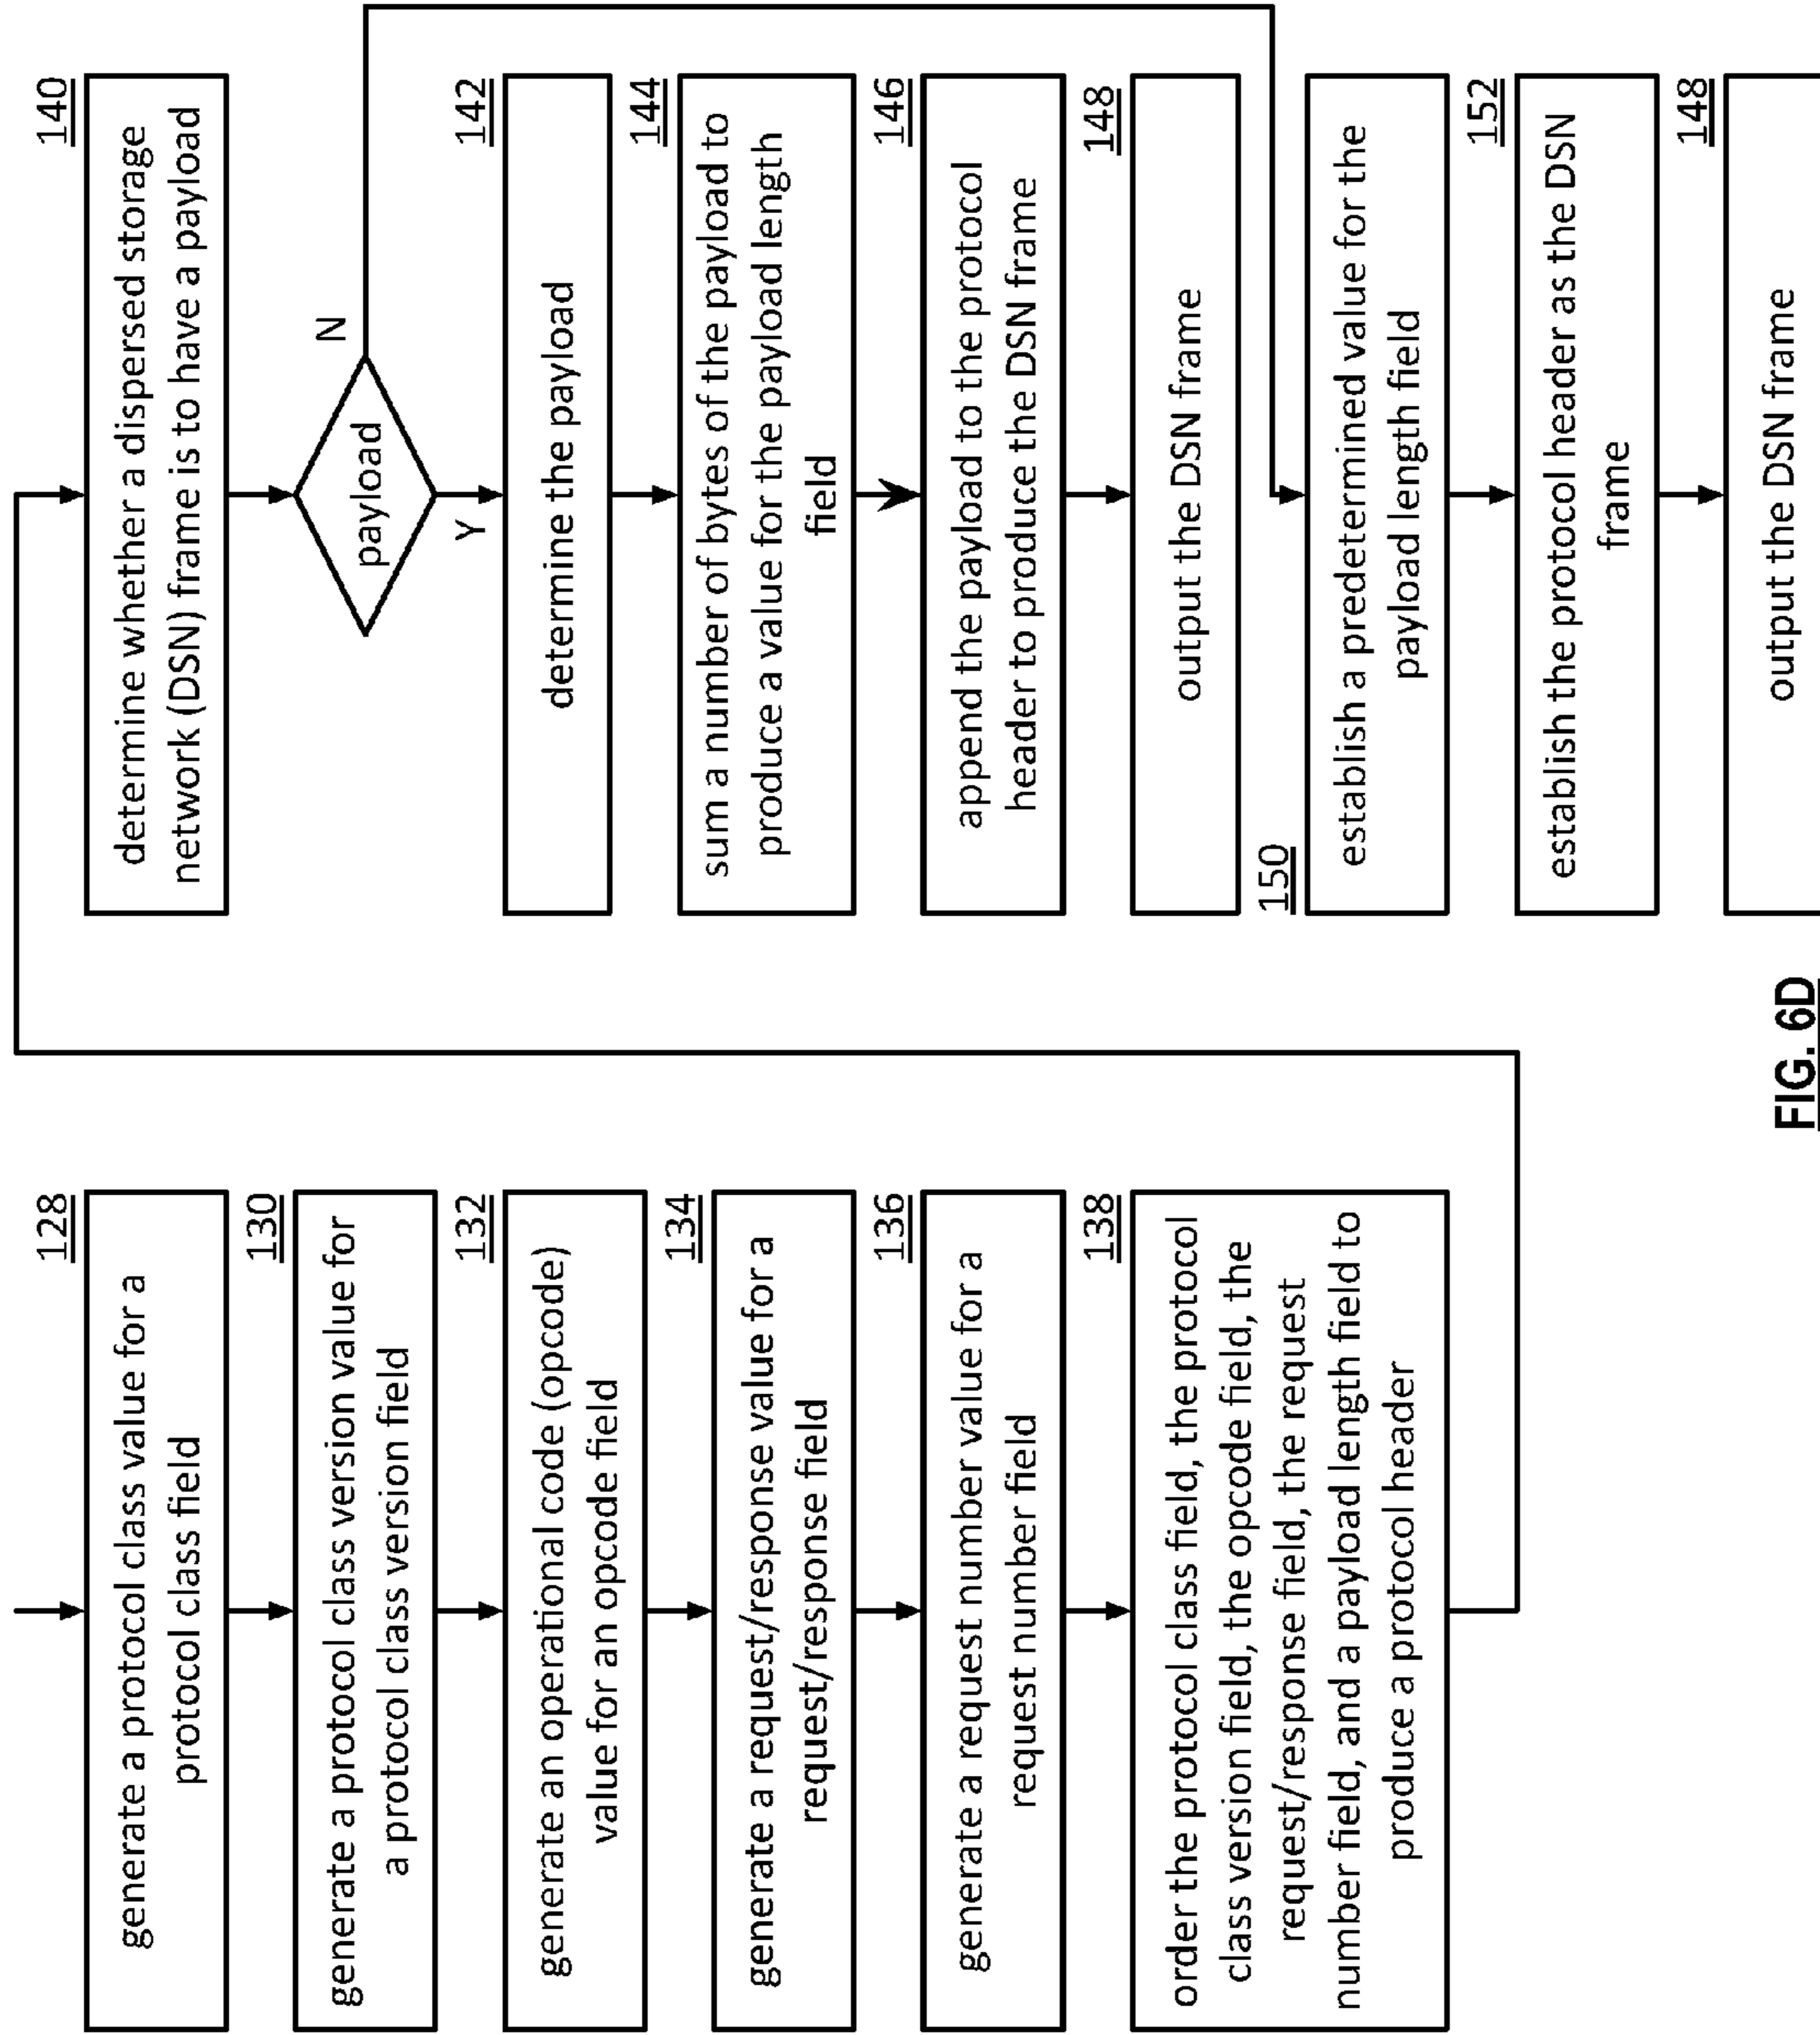 128
generate a protocol class value for a
protocol class field
130
generate a protocol class version value for
a protocol class version field
132
generate an operational code (opcode)
value for an opcode field
134
generate a request/response value for a
request/response field
136
generate a request number value for a
request number field
138
order the protocol class field, the protocol
class version field, the opcode field, the
request/response field, the request
number field, and a payload length field to
produce a protocol header
140
determine whether a dispersed storage
network (DSN) frame is to have a payload
payload
N
Y
142
determine the payload
144
sum a number of bytes of the payload to
produce a value for the payload length
field
146
append the payload to the protocol
header to produce the DSN frame
148
output the DSN frame
150
establish a predetermined value for the
payload length field
152
establish the protocol header as the DSN
frame
148
output the DSN frame
FIG. 6D